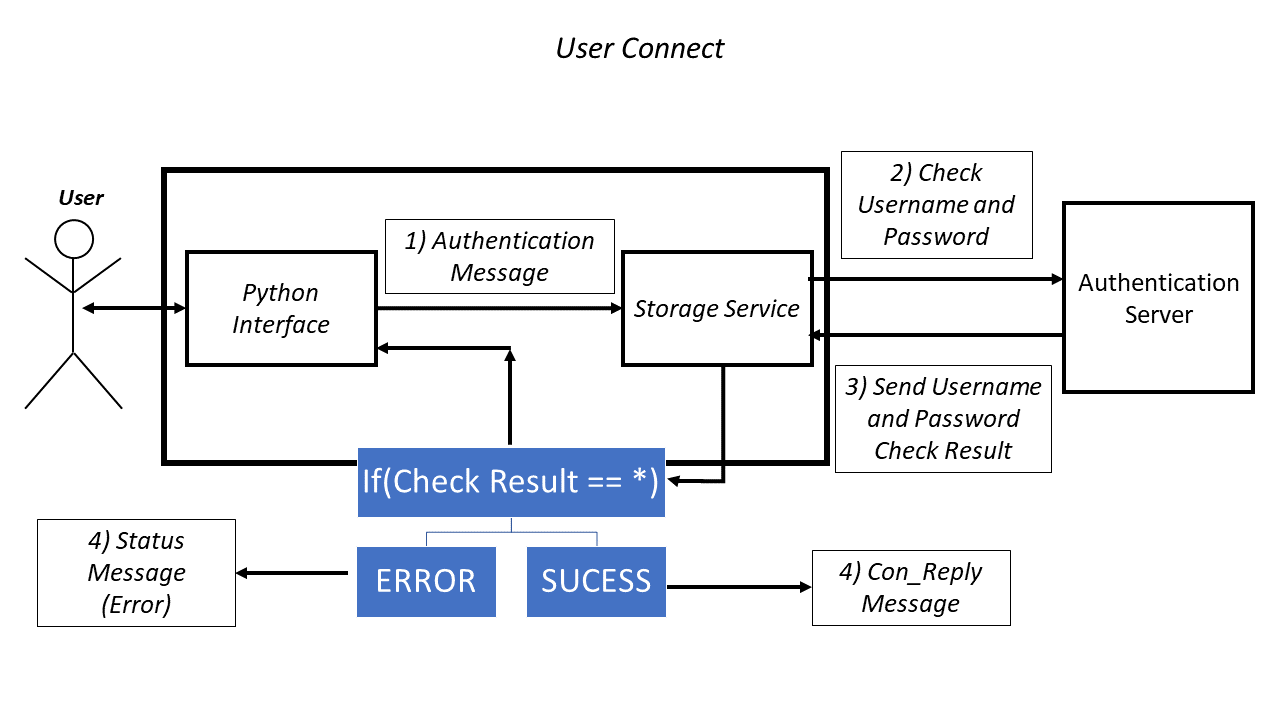 User Connect
User
2) Check
Username and
Password
1) Authentication
Message
Python
Interface
Storage Service
Authentication
Server
3) Send Username
and Password
Check Result
If(Check Result == *)
4) Status
Message
(Error)
ERROR
SUCESS
4) Con_Reply
Message